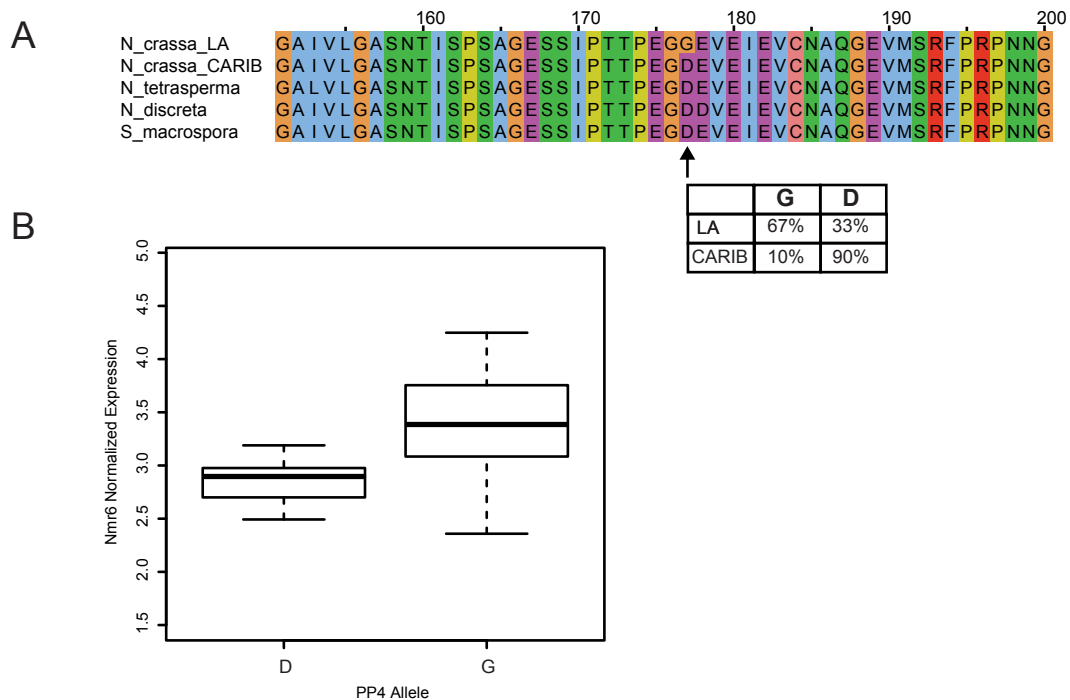 A
160 170 180 190 200
N_crassa_LA GAIVLGASNTISPSAGESSIPTTPEGGEVEIEVCNAQGEVMSRFPRPNNG
N_crassa_CARIB GAIVLGASNTISPSAGESSIPTTPEGDEVEIEVCNAQGEVMSRFPRPNNG
N_tetrasperma GALVLGASNTISPSAGESSIPTTPEGDEVEIEVCNAQGEVMSRFPRPNNG
N_discreta GAIVLGASNTISPSAGESSIPTTPEGDDVEIEVCNAQGEVMSRFPRPNNG
S_macrospora GAIVLGASNTISPSAGESSIPTTPEGDEVEIEVCNAQGEVMSRFPRPNNG
G D
LA 67% 33%
CARIB 10% 90%
B
Nmr6 Normalized Expression
5.0
4.5
4.0
3.5
3.0
2.5
2.0
1.5
D G
PP4 Allele